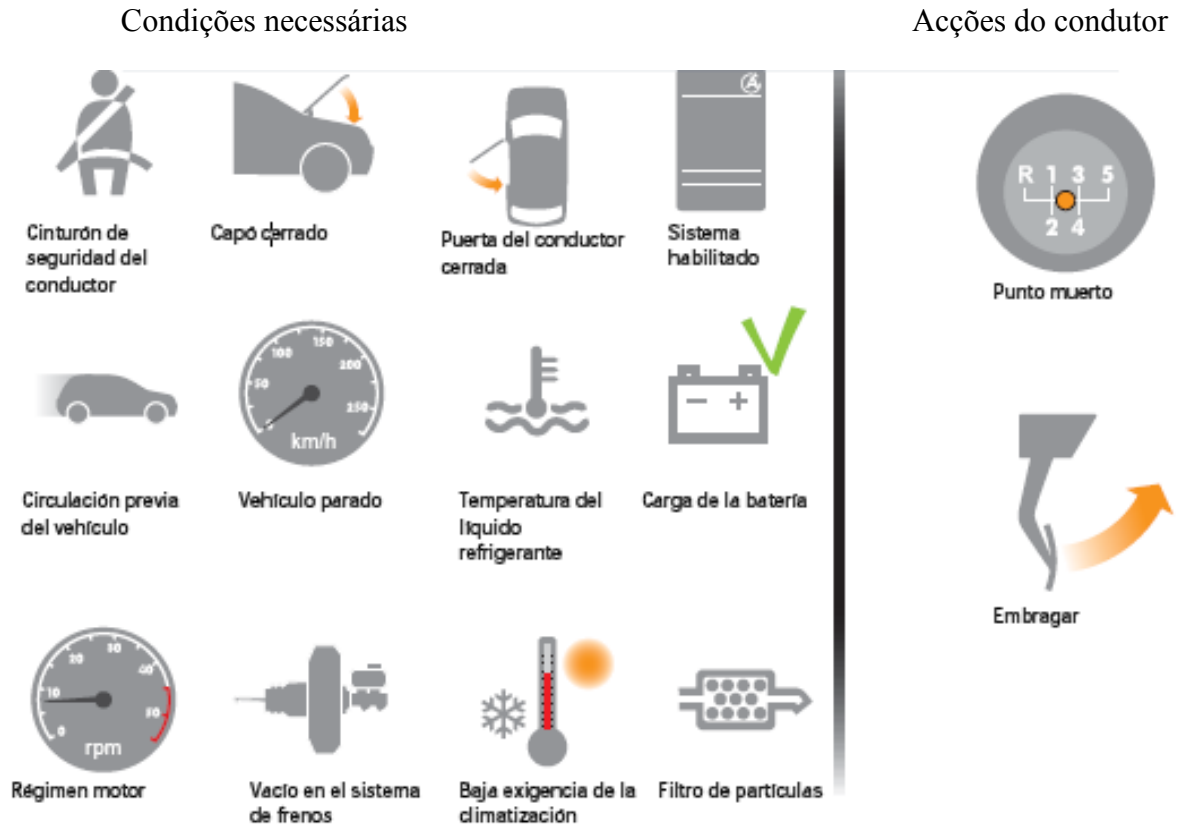 Condições necessárias
Acções do condutor
Cinturón de
seguridad del
conductor
Capó cerrado
Puerta del conductor
cerrada
A
Sistema
habilitado
R 1 3 5
2 4
Punto muerto
Circulación previa
del vehículo
50
100
150
200
250
km/h
Vehículo parado
Temperatura del
líquido
refrigerante
- +
Carga de la batería
Embragar
0
10
20
30
40
50
rpm
Régimen motor
Vacío en el sistema
de frenos
Baja exigencia de la
climatización
Filtro de partículas